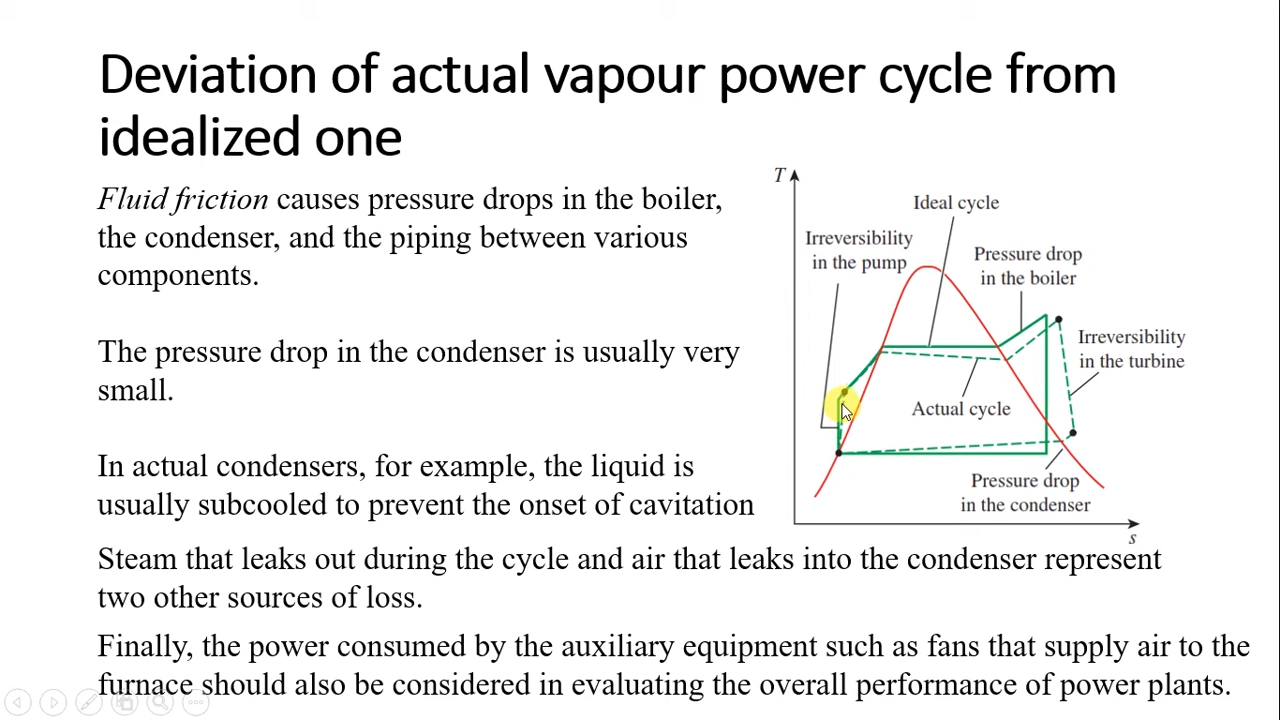 Deviation of actual vapour power cycle from
idealized one
Fluid friction causes pressure drops in the boiler,
the condenser, and the piping between various
components.
The pressure drop in the condenser is usually very
small.
In actual condensers, for example, the liquid is
usually subcooled to prevent the onset of cavitation
T
Ideal cycle
Irreversibility
in the pump
Pressure drop
in the boiler
Irreversibility
in the turbine
Actual cycle
Pressure drop
in the condenser
s
Steam that leaks out during the cycle and air that leaks into the condenser represent
two other sources of loss.
Finally, the power consumed by the auxiliary equipment such as fans that supply air to the
furnace should also be considered in evaluating the overall performance of power plants.